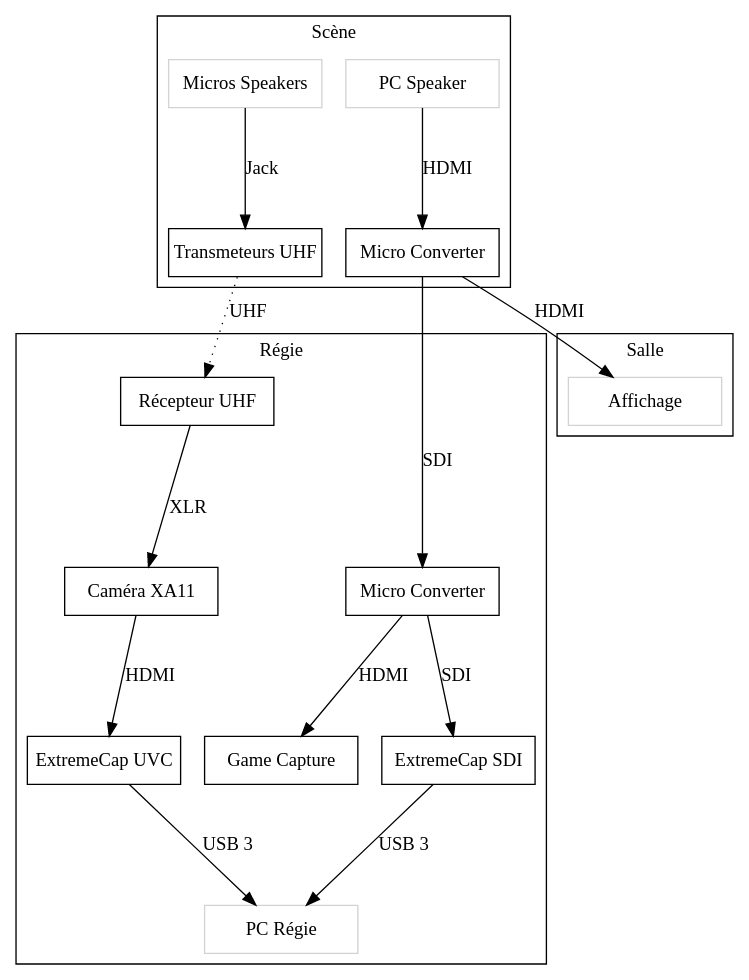 Scène
Micros Speakers
PC Speaker
Jack
HDMI
Transmeteurs UHF
Micro Converter
UHF
HDMI
Régie
Salle
Récepteur UHF
Affichage
SDI
XLR
Caméra XA11
Micro Converter
HDMI
HDMI
SDI
ExtremeCap UVC
Game Capture
ExtremeCap SDI
USB 3
USB 3
PC Régie